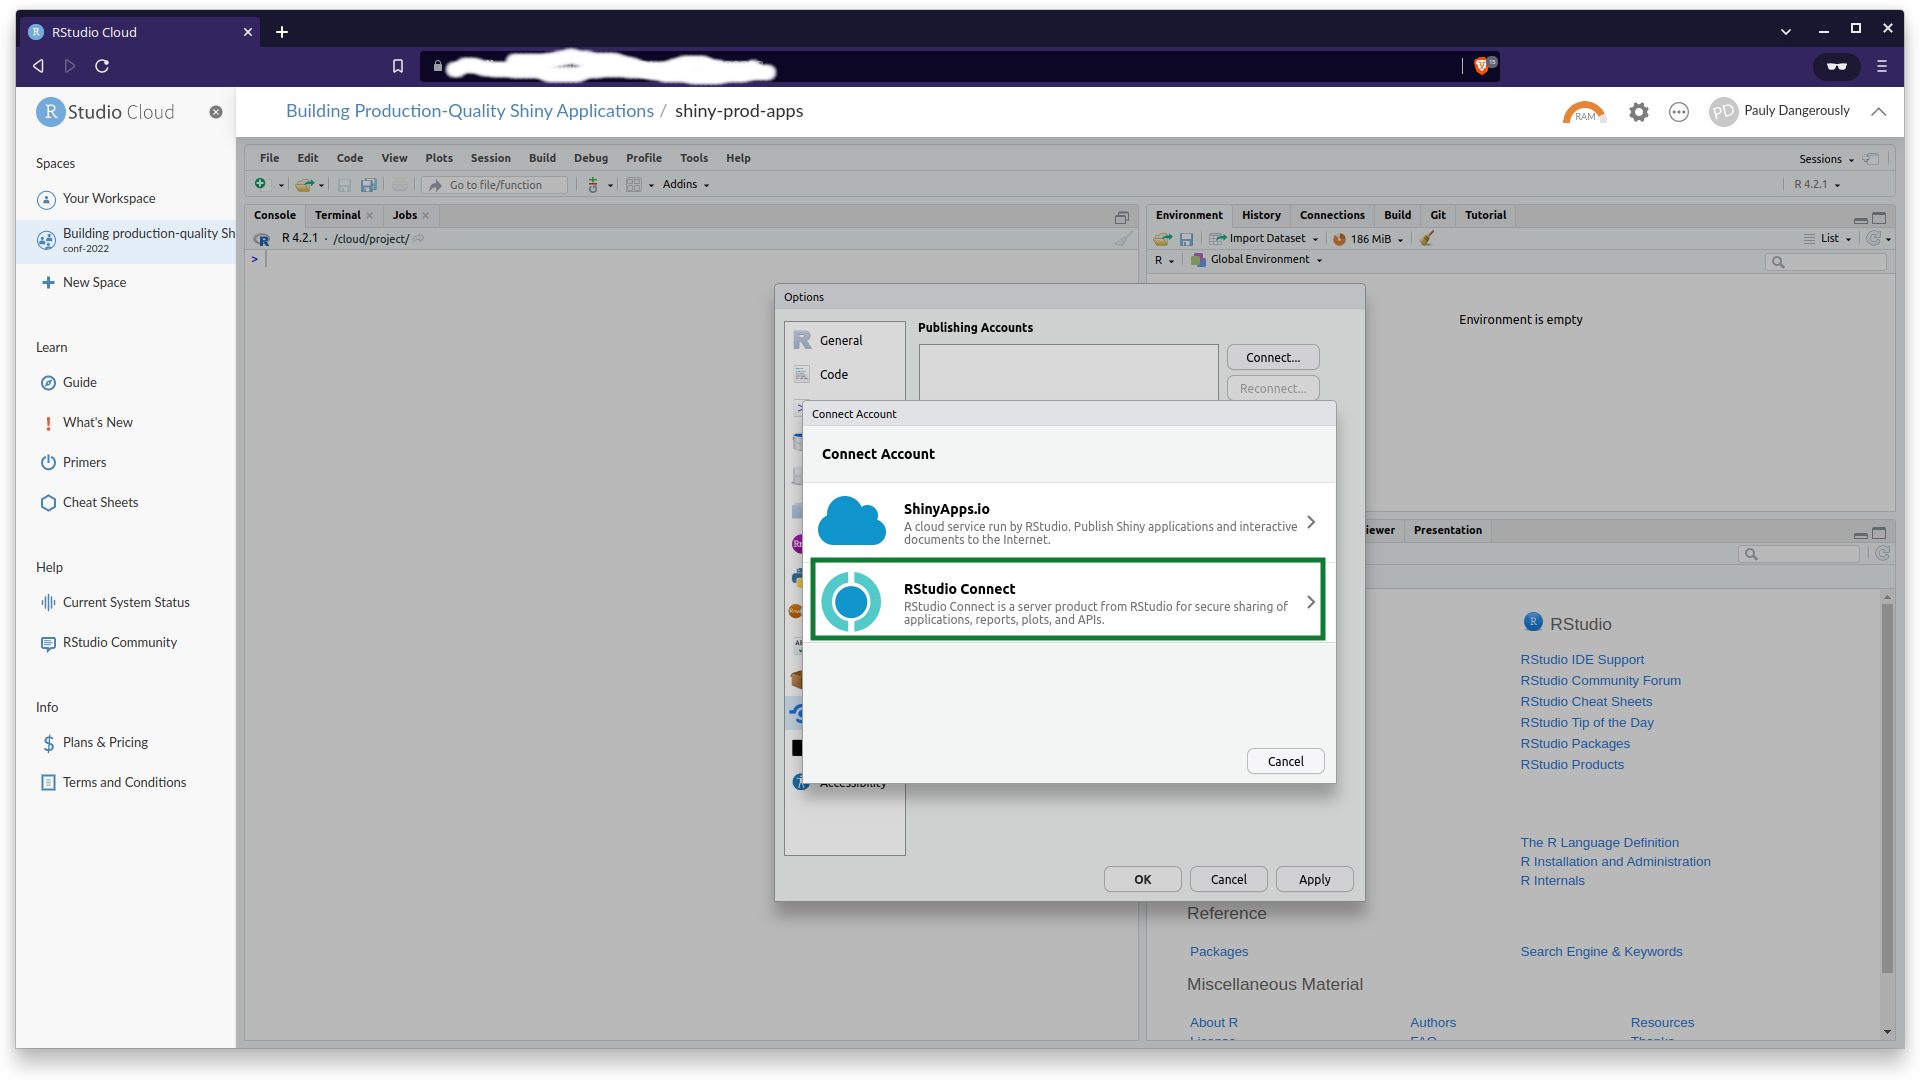 RStudio Cloud
15
R Studio Cloud
Building Production-Quality Shiny Applications / shiny-prod-apps
RAM
PD
Pauly Dangerously
Spaces
Your Workspace
Building production-quality Sh
conf-2022
New Space
Learn
Guide
What's New
Primers
Cheat Sheets
Help
Current System Status
RStudio Community
Info
Plans & Pricing
Terms and Conditions
File Edit Code View Plots Session Build Debug Profile Tools Help
Sessions
Go to file/function
Addins
R 4.2.1
Console Terminal Jobs
R 4.2.1 · /cloud/project/
>
Environment History Connections Build Git Tutorial
Import Dataset 186 MiB List
R Global Environment
Environment is empty
Options
General
Code
Accessibility
Publishing Accounts
Connect...
Reconnect...
Connect Account
Connect Account
ShinyApps.io
A cloud service run by RStudio. Publish Shiny applications and interactive
documents to the Internet.
RStudio Connect
RStudio Connect is a server product from RStudio for secure sharing of
applications, reports, plots, and APIs.
Cancel
OK Cancel Apply
iewer Presentation
R RStudio
RStudio IDE Support
RStudio Community Forum
RStudio Cheat Sheets
RStudio Tip of the Day
RStudio Packages
RStudio Products
The R Language Definition
R Installation and Administration
R Internals
Reference
Packages Search Engine & Keywords
Miscellaneous Material
About R Authors Resources
License FAQ Thanks